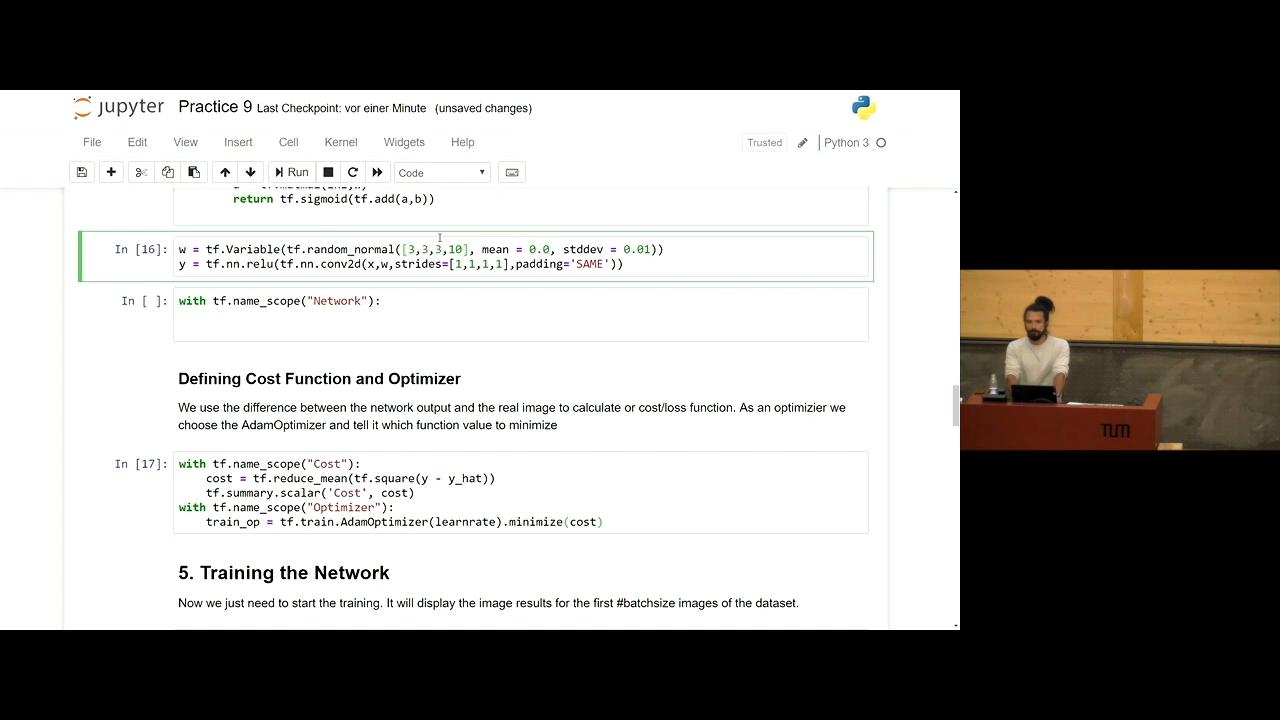 jupyter Practice 9 Last Checkpoint: vor einer Minute (unsaved changes)
File Edit View Insert Cell Kernel Widgets Help Trusted Python 3
Run Code
return tf.sigmoid(tf.add(a,b))
In [16]: w = tf.Variable(tf.random_normal([3,3,3,10], mean = 0.0, stddev = 0.01))
y = tf.nn.relu(tf.nn.conv2d(x,w,strides=[1,1,1,1],padding='SAME'))
In [ ]: with tf.name_scope("Network"):
Defining Cost Function and Optimizer
We use the difference between the network output and the real image to calculate or cost/loss function. As an optimizier we
choose the AdamOptimizer and tell it which function value to minimize
In [17]: with tf.name_scope("Cost"):
cost = tf.reduce_mean(tf.square(y - y_hat))
tf.summary.scalar('Cost', cost)
with tf.name_scope("Optimizer"):
train_op = tf.train.AdamOptimizer(learnrate).minimize(cost)
5. Training the Network
Now we just need to start the training. It will display the image results for the first #batchsize images of the dataset.
TUM